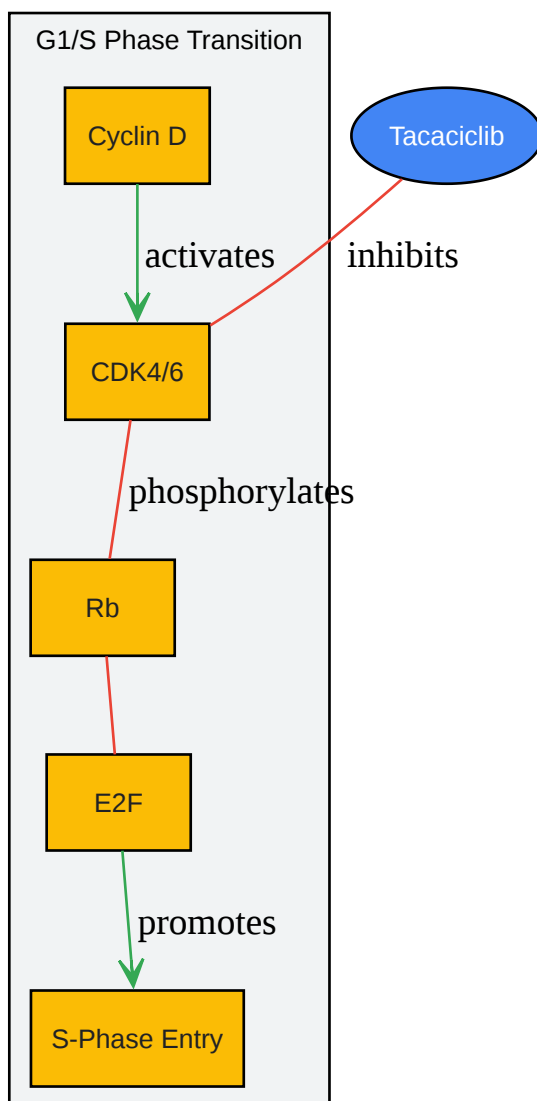 G1/S Phase Transition
Cyclin D
Tacaciclib
activates
inhibits
CDK4/6
phosphorylates
Rb
E2F
promotes
S-Phase Entry